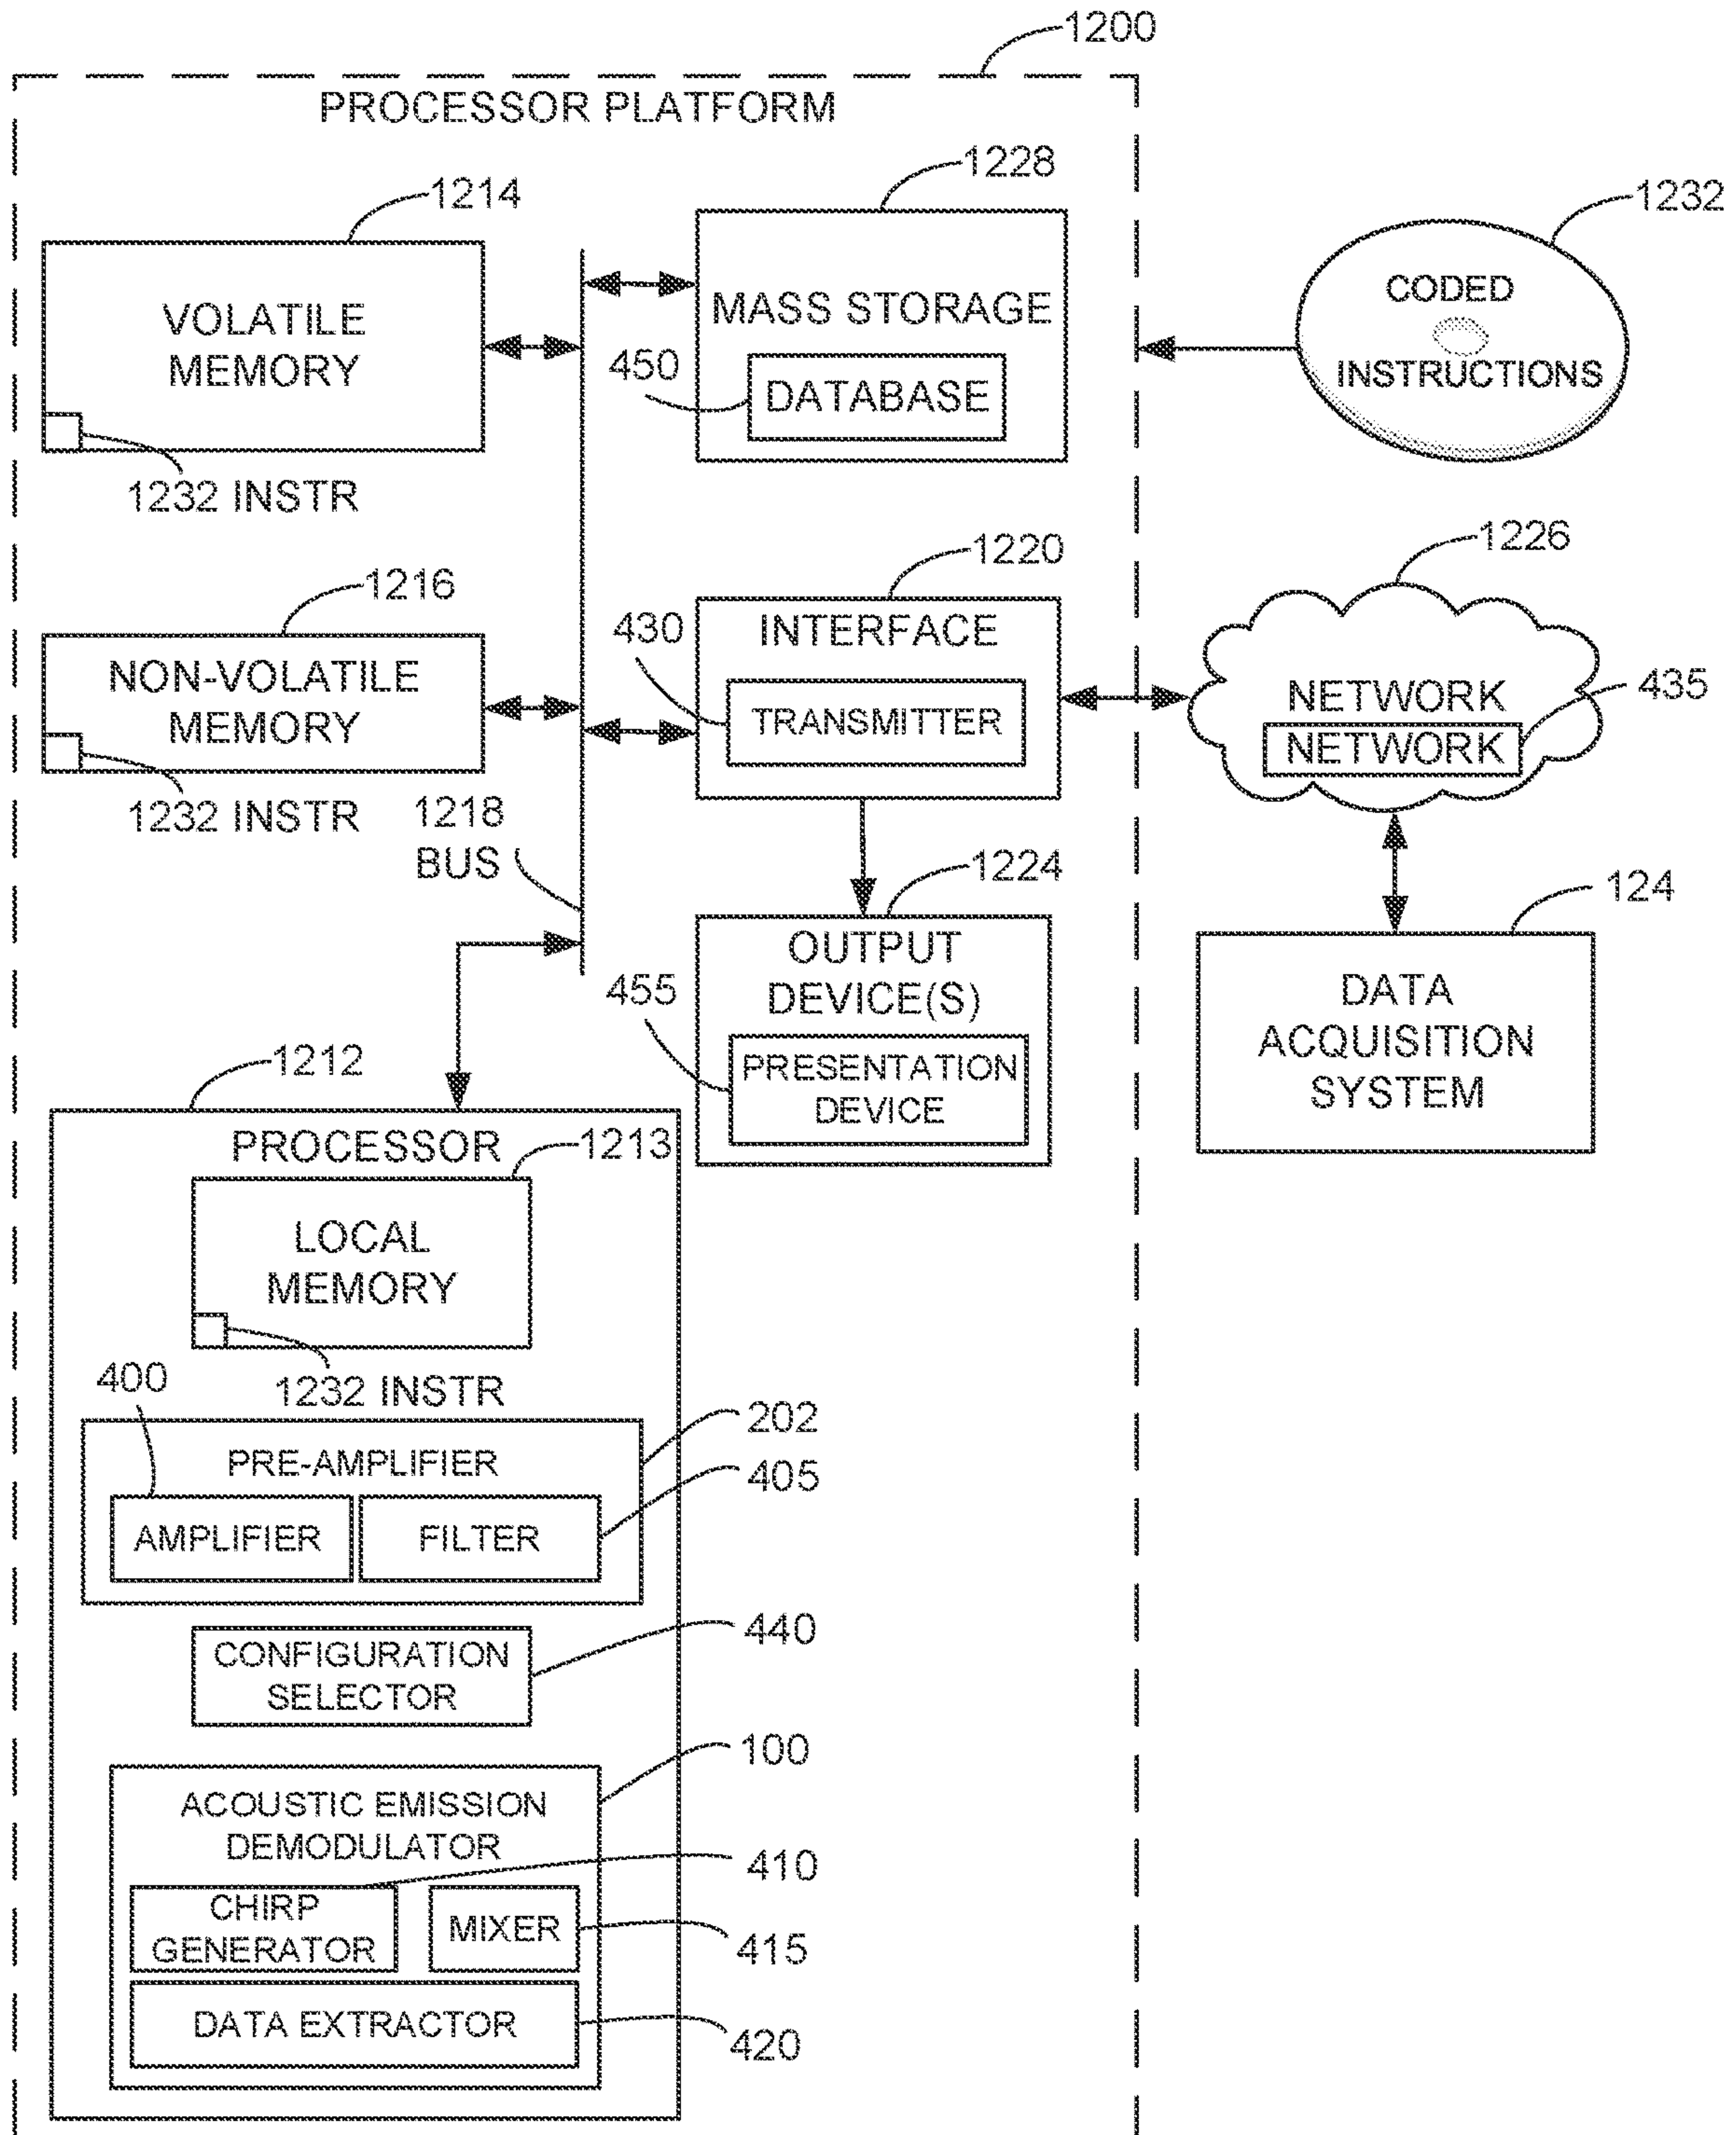 1200
PROCESSOR PLATFORM
1214
VOLATILE
MEMORY
1232 INSTR
1228
MASS STORAGE
450
DATABASE
1232
CODED
INSTRUCTIONS
1216
NON-VOLATILE
MEMORY
1232 INSTR
1218
BUS
1220
INTERFACE
430
TRANSMITTER
1226
NETWORK
435
NETWORK
1224
OUTPUT
DEVICE(S)
455
PRESENTATION
DEVICE
124
DATA
ACQUISITION
SYSTEM
1212
PROCESSOR
1213
LOCAL
MEMORY
1232 INSTR
400
202
PRE-AMPLIFIER
405
AMPLIFIER
FILTER
440
CONFIGURATION
SELECTOR
100
ACOUSTIC EMISSION
DEMODULATOR
410
CHIRP
GENERATOR
MIXER
415
DATA EXTRACTOR
420